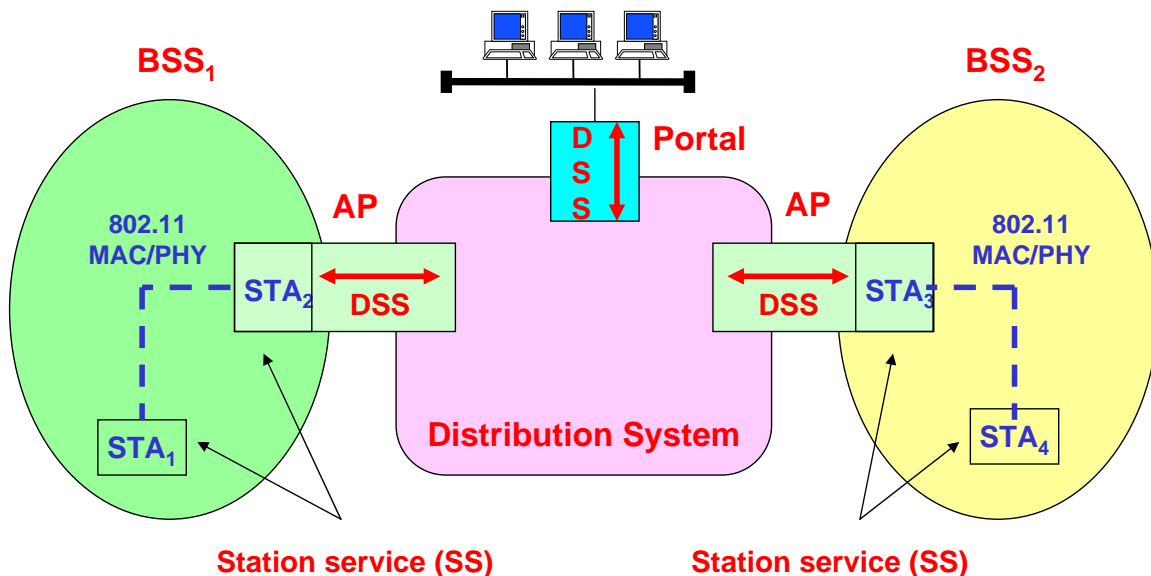 BSS₁
BSS₂
D
S
S
Portal
AP
AP
802.11
MAC/PHY
802.11
MAC/PHY
STA₂
DSS
DSS
STA₃
Distribution System
STA₁
STA₄
Station service (SS)
Station service (SS)